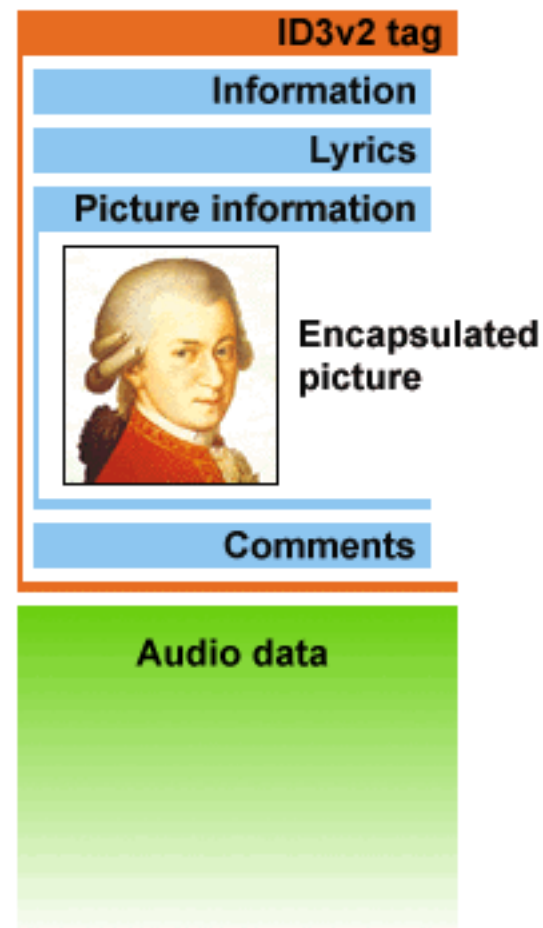 ID3v2 tag
Information
Lyrics
Picture information
Encapsulated
picture
Comments
Audio data